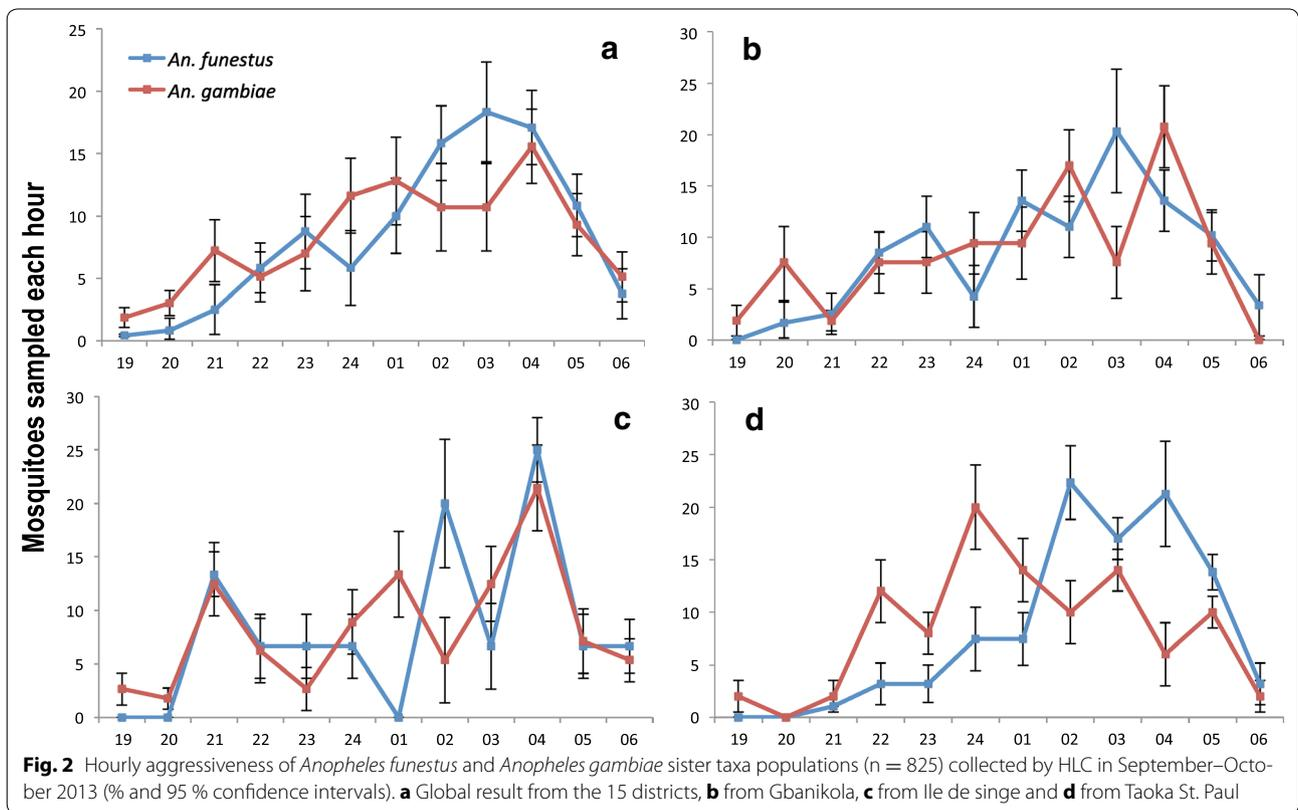 Mosquitoes sampled each hour
An. funestus
An. gambiae
a
25
20
15
10
5
0
19 20 21 22 23 24 01 02 03 04 05 06
b
30
25
20
15
10
5
0
19 20 21 22 23 24 01 02 03 04 05 06
c
30
25
20
15
10
5
0
19 20 21 22 23 24 01 02 03 04 05 06
d
30
25
20
15
10
5
0
19 20 21 22 23 24 01 02 03 04 05 06
Fig. 2 Hourly aggressiveness of Anopheles funestus and Anopheles gambiae sister taxa populations (n = 825) collected by HLC in September–Octo-
ber 2013 (% and 95 % confidence intervals). a Global result from the 15 districts, b from Gbanikola, c from Ile de singe and d from Taoka St. Paul